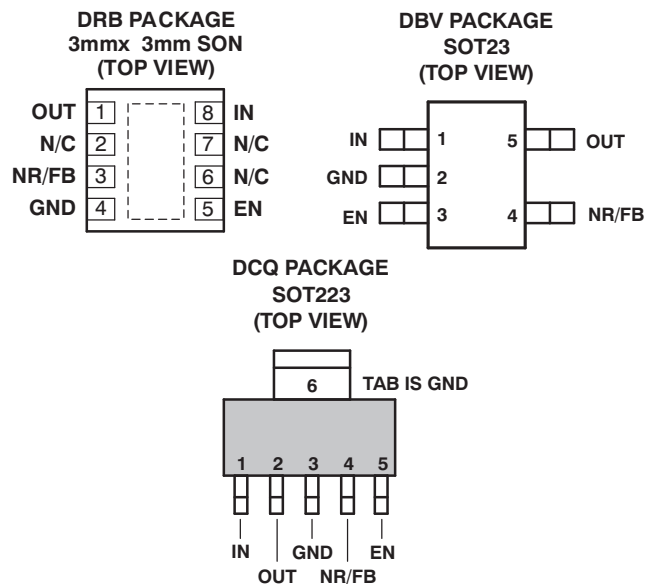 DRB PACKAGE
3mmx 3mm SON
(TOP VIEW)
OUT 1 8 IN
N/C 2 7 N/C
NR/FB 3 6 N/C
GND 4 5 EN
DBV PACKAGE
SOT23
(TOP VIEW)
IN 1 5 OUT
GND 2
EN 3 4 NR/FB
DCQ PACKAGE
SOT223
(TOP VIEW)
6 TAB IS GND
1 2 3 4 5
IN GND EN
OUT NR/FB